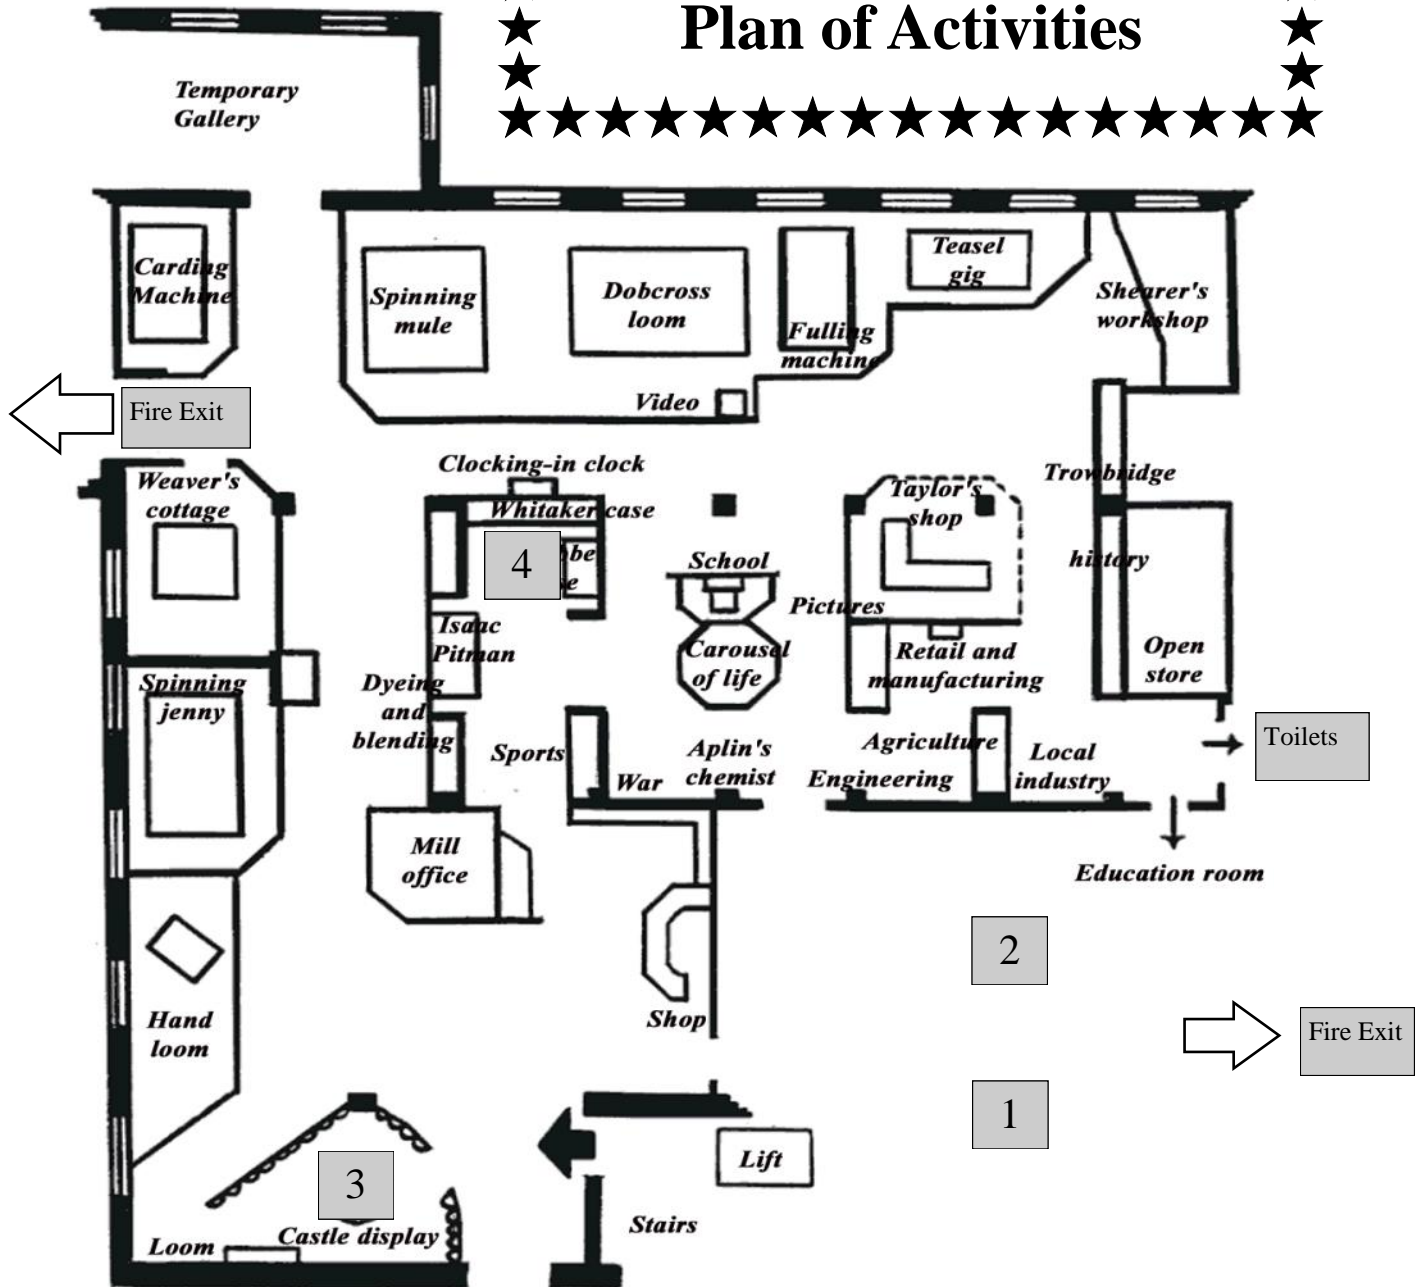 Plan of Activities
Temporary
Gallery
Carding
Machine
Spinning
mule
Dobcross
loom
Fulling
machine
Teasel
gig
Shearer's
workshop
Video
Fire Exit
Weaver's
cottage
Clocking-in clock
Whitaker case
4
School
Pictures
Taylor's
shop
Trowbridge
history
Isaac
Pitman
Carousel
of life
Retail and
manufacturing
Open
store
Spinning
jenny
Dyeing
and
blending
Sports
War
Aplin's
chemist
Agriculture
Engineering
Local
industry
Toilets
Mill
office
Education room
2
Hand
loom
Shop
Fire Exit
1
3
Lift
Castle display
Loom
Stairs